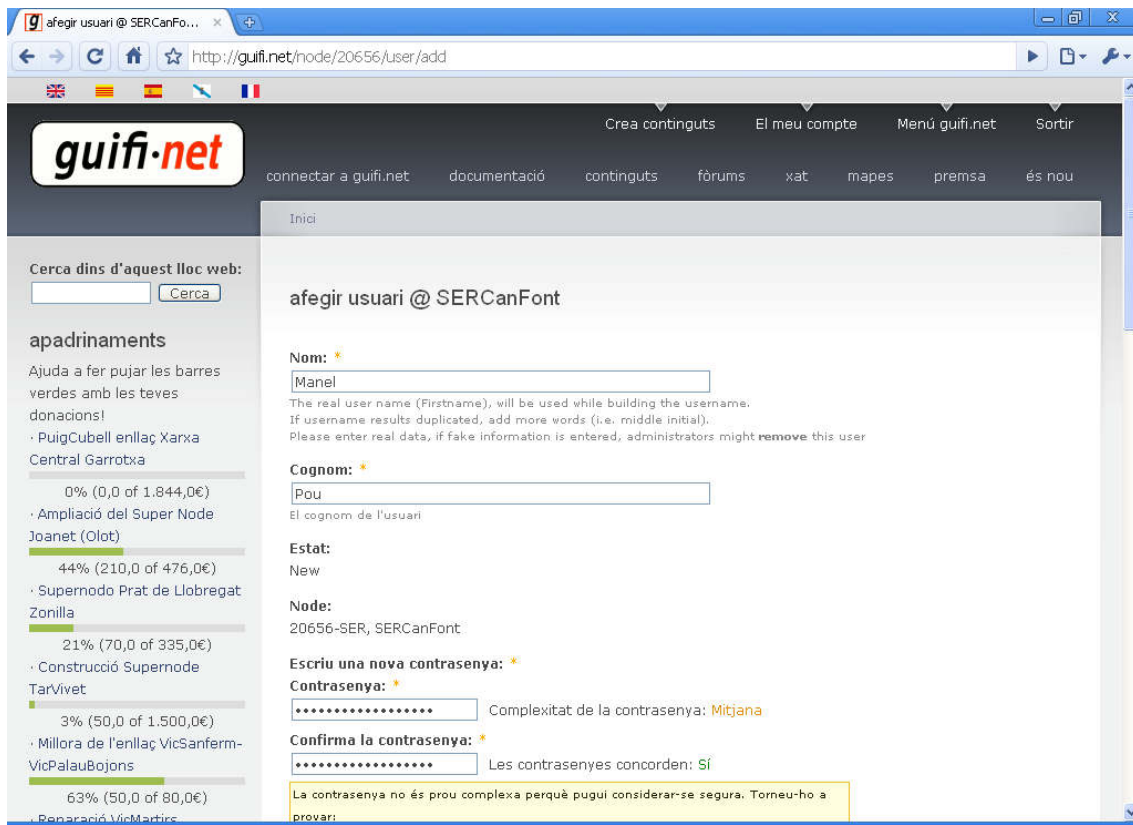 afegir usuari @ SERCanFo...
http://guifi.net/node/20656/user/add
guifi·net
Crea continguts El meu compte Menú guifi.net Sortir
connectar a guifi.net documentació continguts fòrums xat mapes premsa és nou
Inici
Cerca dins d'aquest lloc web:
Cerca
apadrinaments
Ajuda a fer pujar les barres
verdes amb les teves
donacions!
· PuigCubell enllaç Xarxa
Central Garrotxa
0% (0,0 of 1.844,0€)
· Ampliació del Super Node
Joanet (Olot)
44% (210,0 of 476,0€)
· Supernodo Prat de Llobregat
Zonilla
21% (70,0 of 335,0€)
· Construcció Supernode
TarVivet
3% (50,0 of 1.500,0€)
· Millora de l'enllaç VicSanferm-
VicPalauBojons
63% (50,0 of 80,0€)
· Reparació VicMartirs
afegir usuari @ SERCanFont
Nom: *
Manel
The real user name (Firstname), will be used while building the username.
If username results duplicated, add more words (i.e. middle initial).
Please enter real data, if fake information is entered, administrators might remove this user
Cognom: *
Pou
El cognom de l'usuari
Estat:
New
Node:
20656-SER, SERCanFont
Escriu una nova contrasenya: *
Contrasenya: *
•••••••••••••••••• Complexitat de la contrasenya: Mitjana
Confirma la contrasenya: *
•••••••••••••••••• Les contrasenyes concorden: Sí
La contrasenya no és prou complexa perquè pugui considerar-se segura. Torneu-ho a
provar: